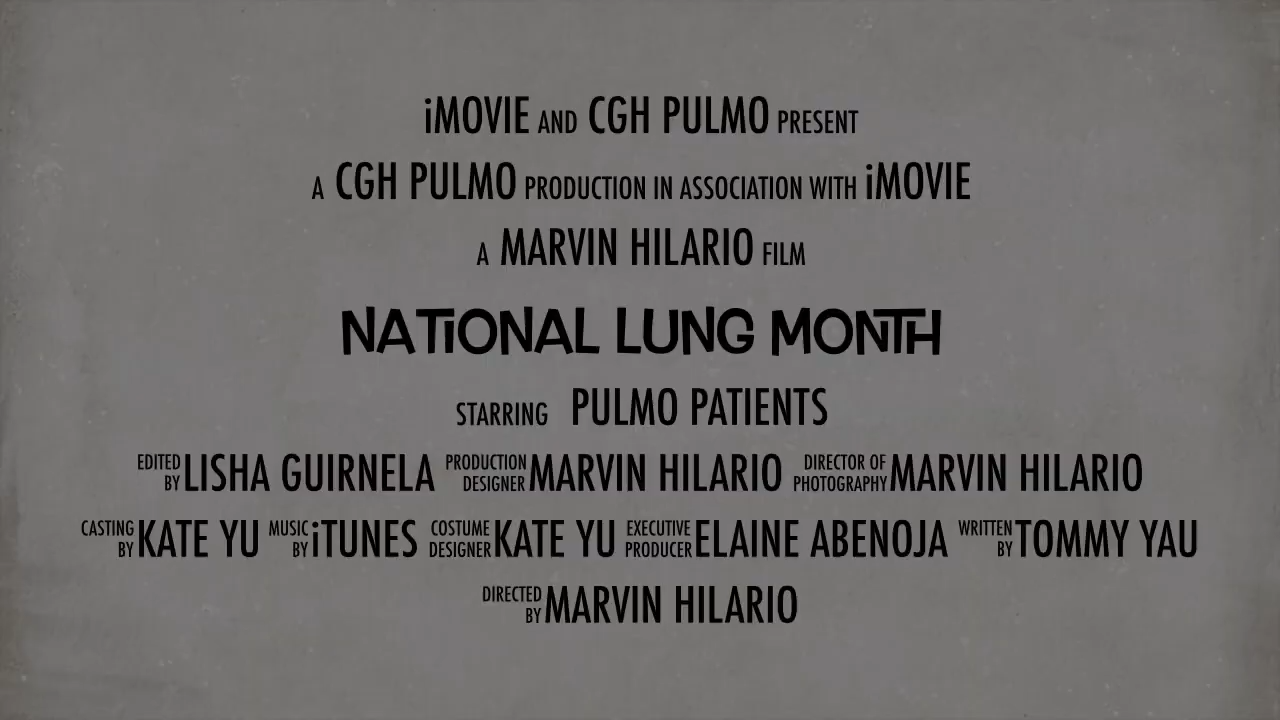 iMOVIE AND CGH PULMO PRESENT
A CGH PULMO PRODUCTION IN ASSOCIATION WITH iMOVIE
A MARVIN HILARIO FILM
NATIONAL LUNG MONTH
STARRING PULMO PATIENTS
EDITED BY LISHA GUIRNELA PRODUCTION DESIGNER MARVIN HILARIO DIRECTOR OF PHOTOGRAPHY MARVIN HILARIO
CASTING BY KATE YU MUSIC BY iTUNES COSTUME DESIGNER KATE YU EXECUTIVE PRODUCER ELAINE ABENOJA WRITTEN BY TOMMY YAU
DIRECTED BY MARVIN HILARIO